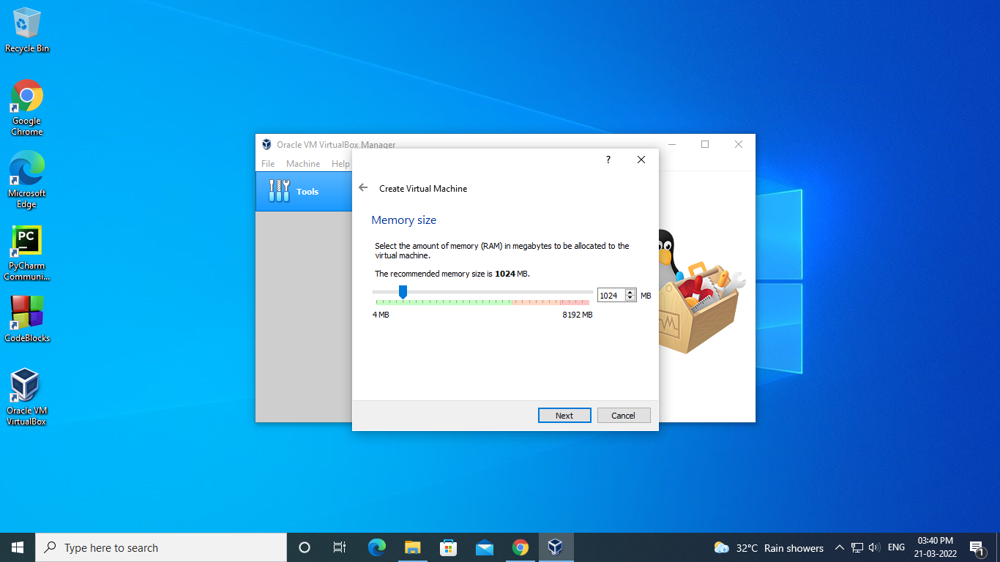 Recycle Bin
Google
Chrome
Microsoft
Edge
PC
PyCharm
Communi...
CodeBlocks
Oracle VM
VirtualBox
Oracle VM VirtualBox Manager
File Machine Help
Tools
?
Create Virtual Machine
Memory size
Select the amount of memory (RAM) in megabytes to be allocated to the
virtual machine.
The recommended memory size is 1024 MB.
1024 MB
4 MB 8192 MB
Next Cancel
Type here to search
32°C Rain showers
ENG
03:40 PM
21-03-2022
1